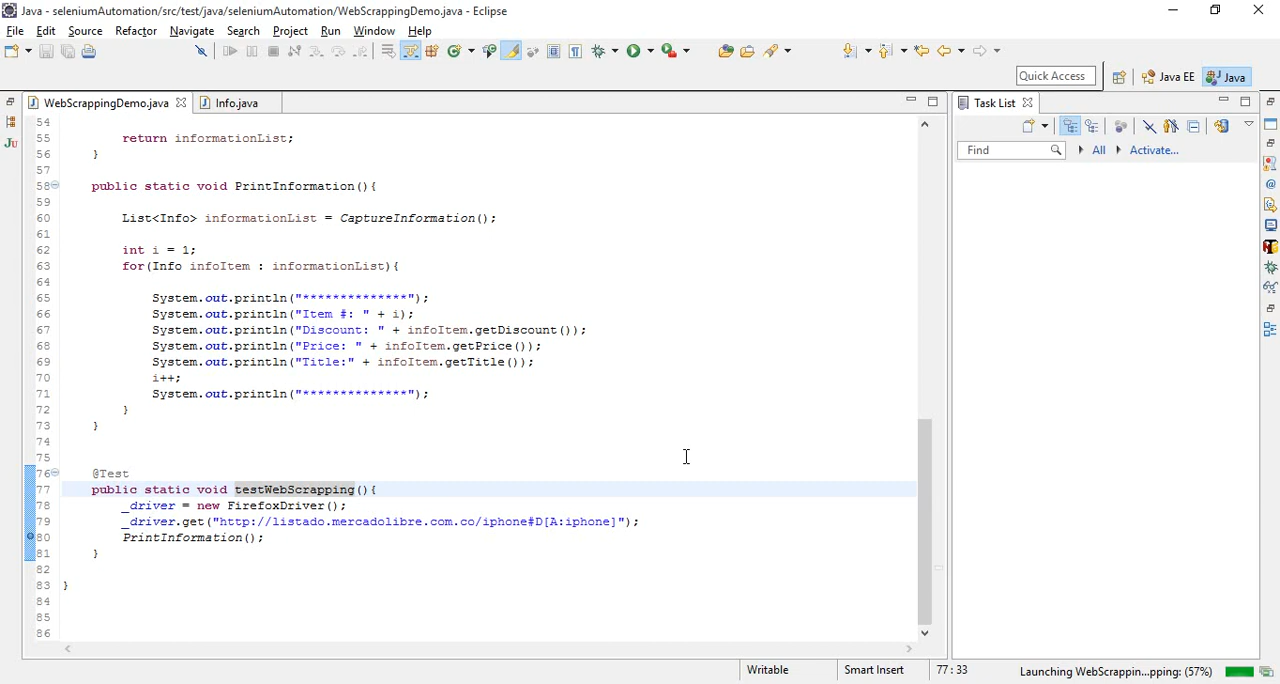 Java - seleniumAutomation/src/test/java/seleniumAutomation/WebScrappingDemo.java - Eclipse
File Edit Source Refactor Navigate Search Project Run Window Help
Quick Access
Java EE
Java
WebScrappingDemo.java
Info.java
Task List
Find
All
Activate...
54
55 return informationList;
56 }
57
58 public static void PrintInformation(){
59
60 List<Info> informationList = CaptureInformation();
61
62 int i = 1;
63 for(Info infoItem : informationList){
64
65 System.out.println("**************");
66 System.out.println("Item #: " + i);
67 System.out.println("Discount: " + infoItem.getDiscount());
68 System.out.println("Price: " + infoItem.getPrice());
69 System.out.println("Title:" + infoItem.getTitle());
70 i++;
71 System.out.println("**************");
72 }
73 }
74
75
76 @Test
77 public static void testWebScrapping(){
78 _driver = new FirefoxDriver();
79 _driver.get("http://listado.mercadolibre.com.co/iphone#D[A:iphone]");
80 PrintInformation();
81 }
82
83 }
84
85
86
Writable
Smart Insert
77 : 33
Launching WebScrappin...pping: (57%)